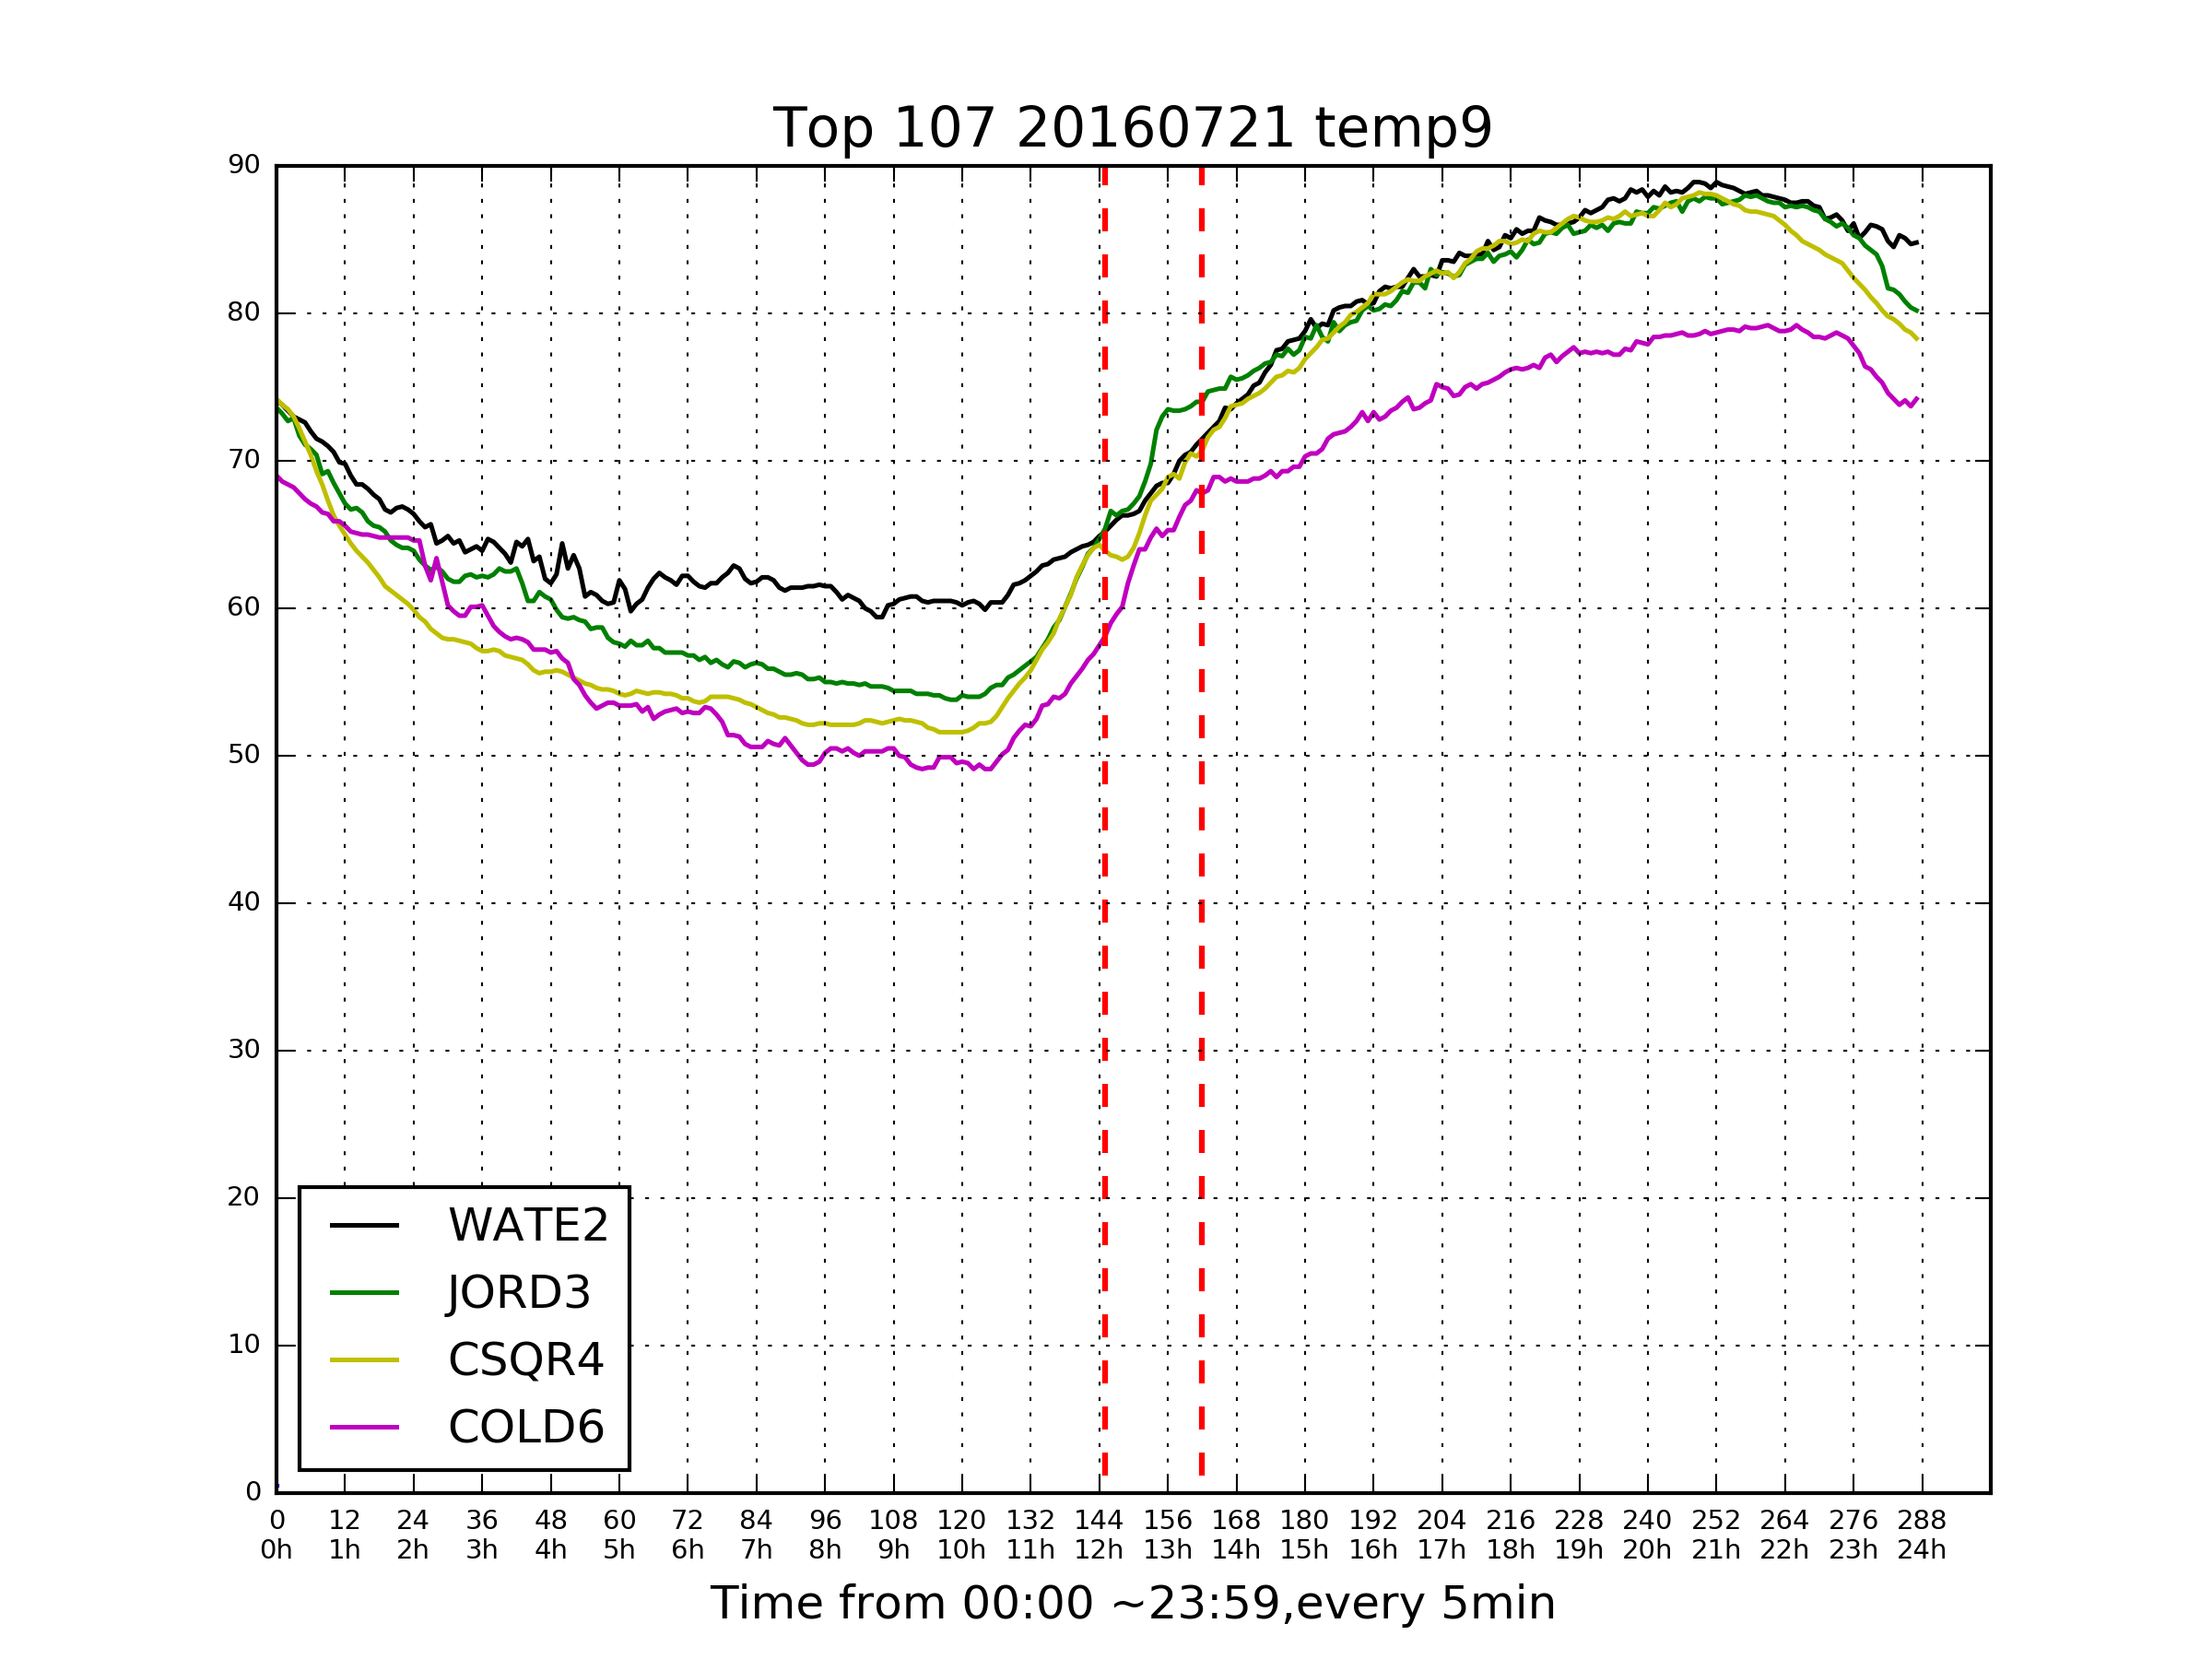 Top 107 20160721 temp9
90
80
70
60
50
40
30
20
10
0
WATE2
JORD3
CSQR4
COLD6
0 12 24 36 48 60 72 84 96 108 120 132 144 156 168 180 192 204 216 228 240 252 264 276 288
0h 1h 2h 3h 4h 5h 6h 7h 8h 9h 10h 11h 12h 13h 14h 15h 16h 17h 18h 19h 20h 21h 22h 23h 24h
Time from 00:00 ~23:59,every 5min